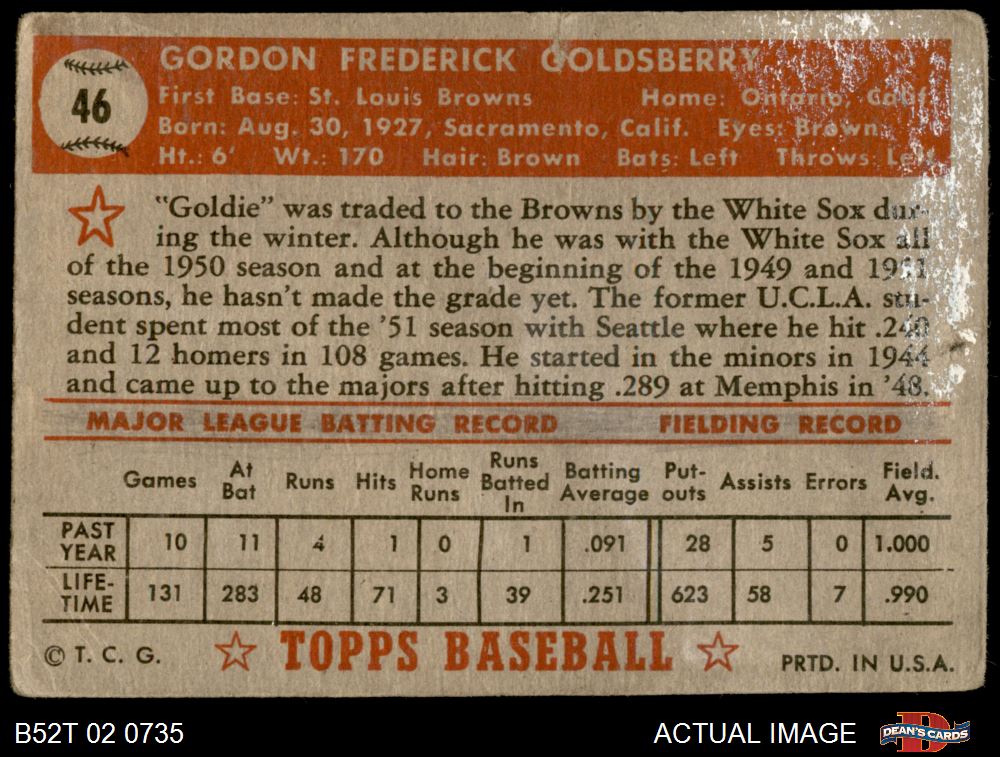 46
GORDON FREDERICK GOLDSBERRY
First Base: St. Louis Browns Home: Ontario, Calif.
Born: Aug. 30, 1927, Sacramento, Calif. Eyes: Brown
Ht.: 6' Wt.: 170 Hair: Brown Bats: Left Throws: Left
"Goldie" was traded to the Browns by the White Sox dur-
ing the winter. Although he was with the White Sox all
of the 1950 season and at the beginning of the 1949 and 1951
seasons, he hasn't made the grade yet. The former U.C.L.A. stu-
dent spent most of the '51 season with Seattle where he hit .240
and 12 homers in 108 games. He started in the minors in 1944
and came up to the majors after hitting .289 at Memphis in '48.
MAJOR LEAGUE BATTING RECORD FIELDING RECORD
Games At Bat Runs Hits Home Runs Runs Batted In Batting Average Put-outs Assists Errors Field. Avg.
PAST YEAR 10 11 4 1 0 1 .091 28 5 0 1.000
LIFE-TIME 131 283 48 71 3 39 .251 623 58 7 .990
© T. C. G. TOPPS BASEBALL PRTD. IN U.S.A.
B52T 02 0735 ACTUAL IMAGE DEAN'S CARDS